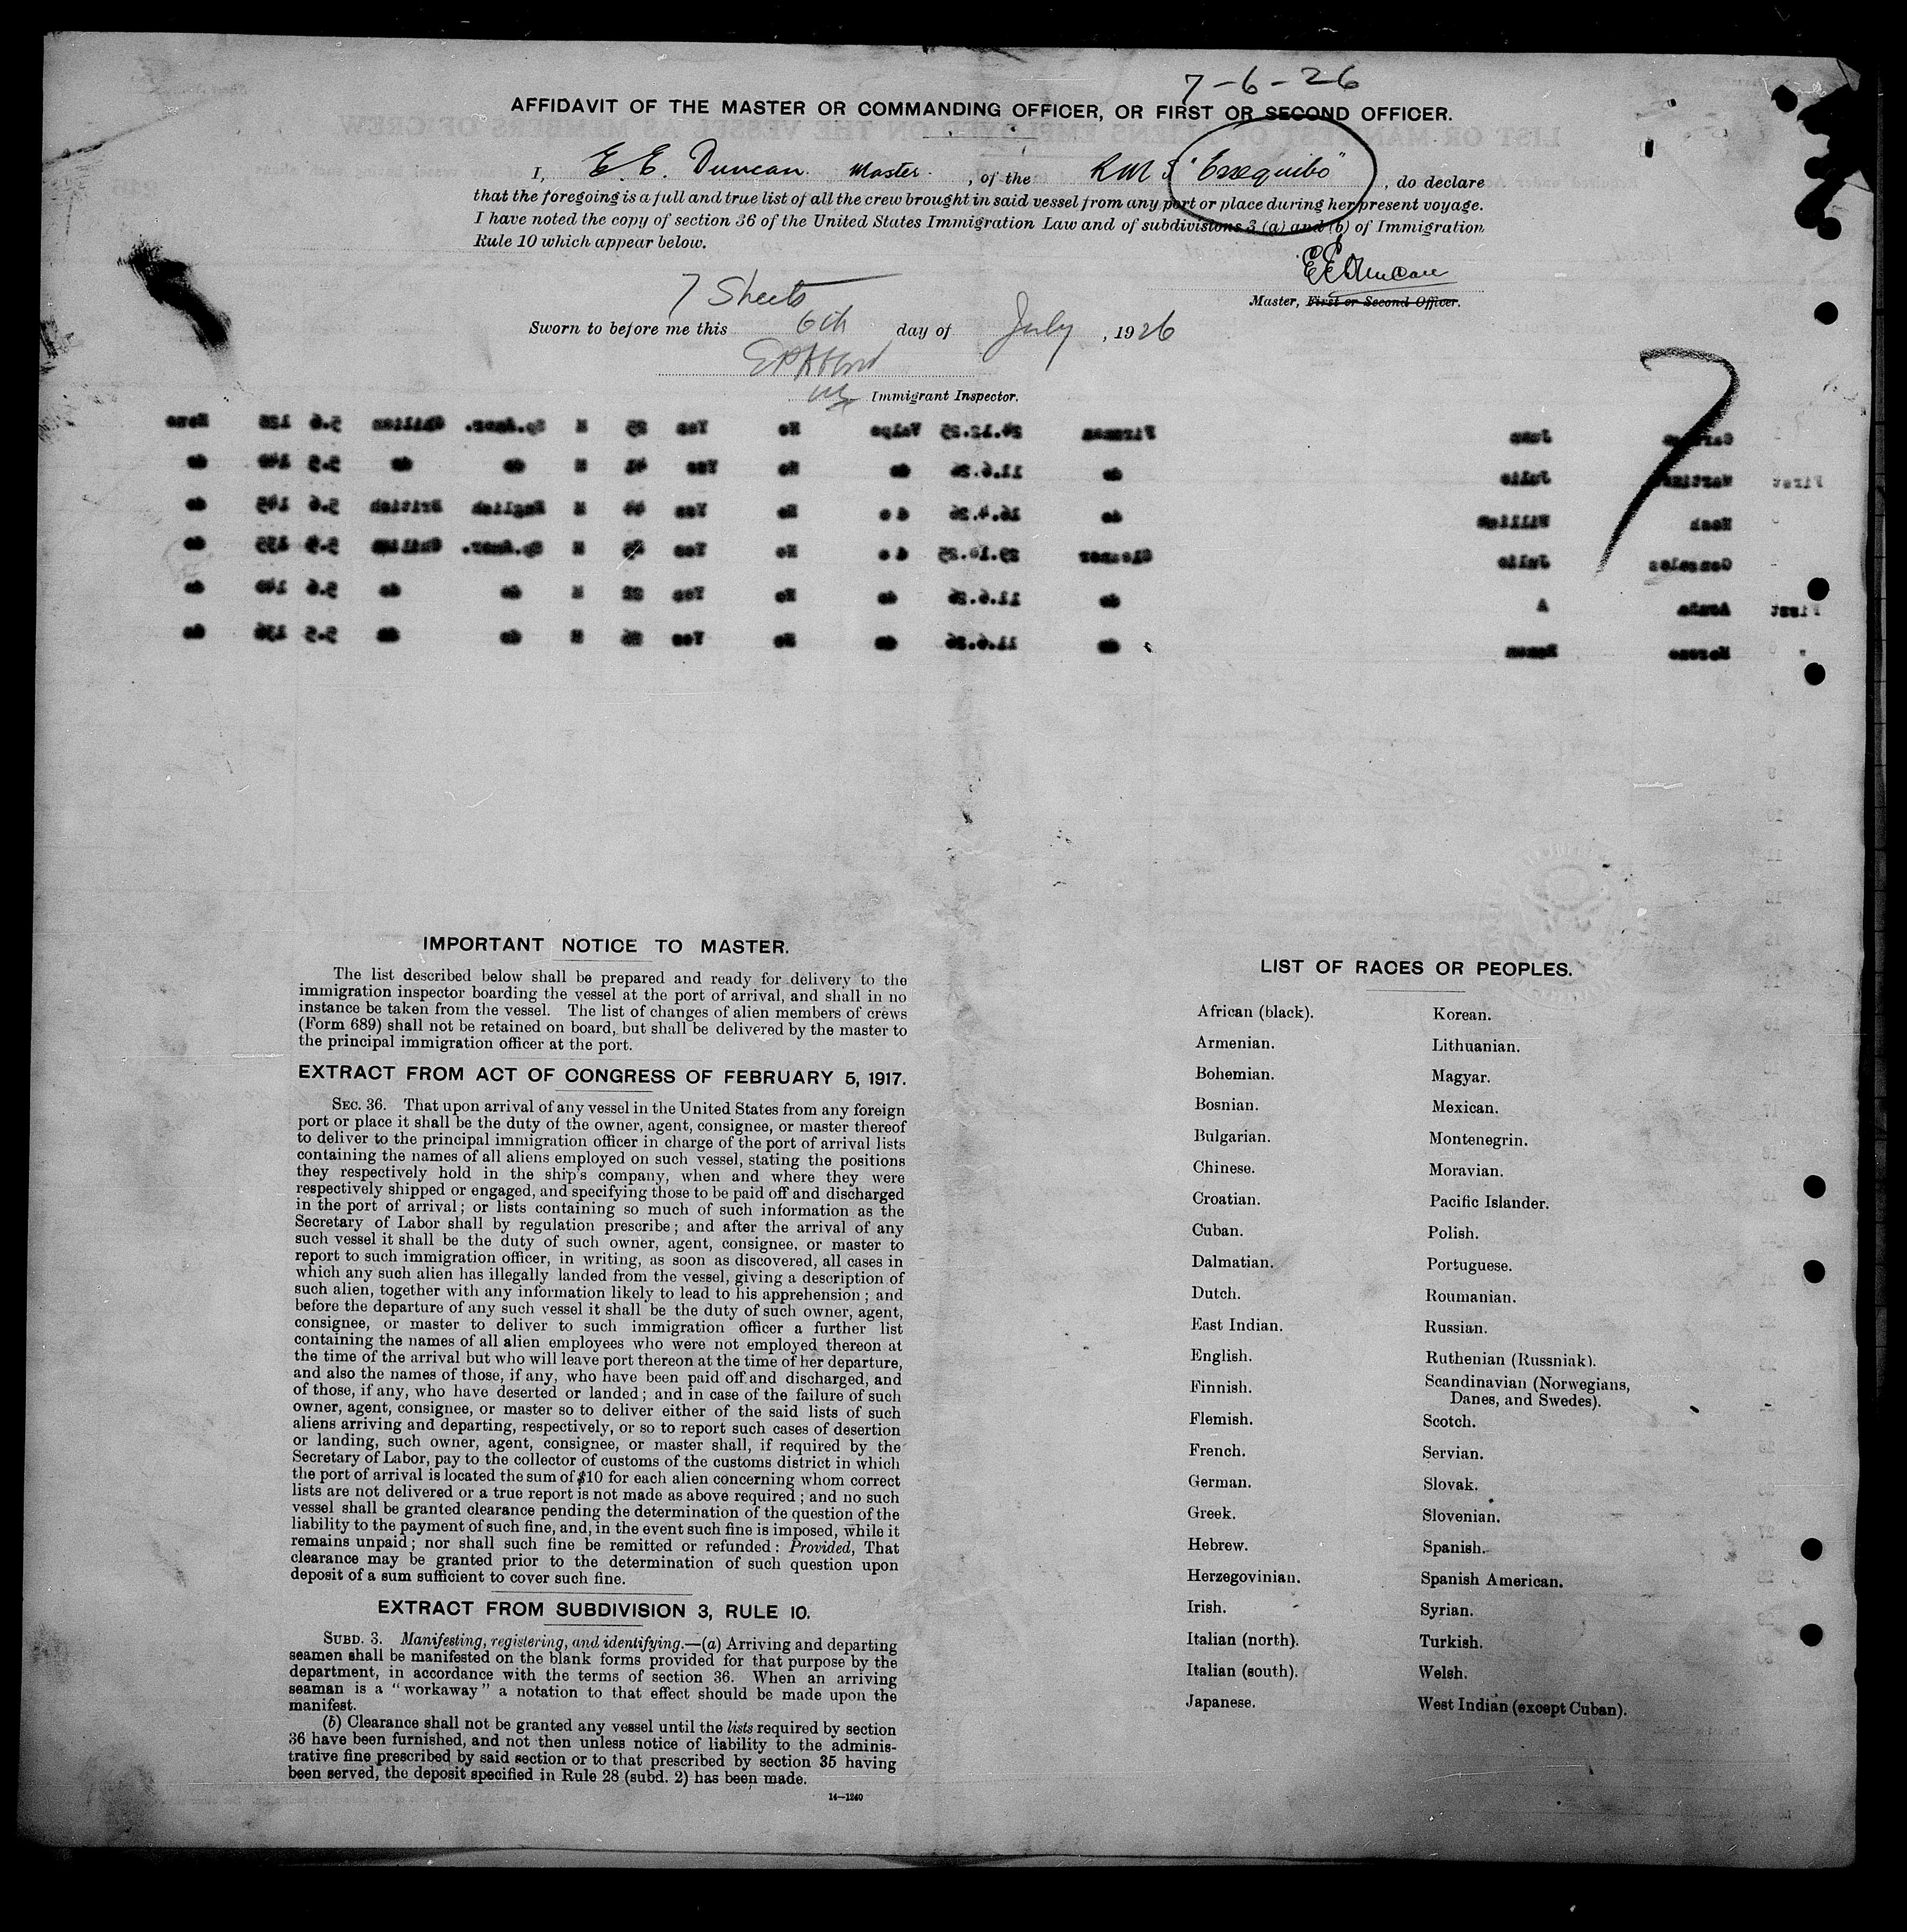 7-6-26
AFFIDAVIT OF THE MASTER OR COMMANDING OFFICER, OR FIRST OR SECOND OFFICER.
I, E. E. Duncan Master, of the R M S "Essequibo", do declare
that the foregoing is a full and true list of all the crew brought in said vessel from any port or place during her present voyage.
I have noted the copy of section 36 of the United States Immigration Law and of subdivisions 3 (a) and (b) of Immigration
Rule 10 which appear below.
E E Duncan
Master, First or Second Officer.
7 Sheets
Sworn to before me this 6th day of July, 1926
Immigrant Inspector.
7
IMPORTANT NOTICE TO MASTER.
The list described below shall be prepared and ready for delivery to the
immigration inspector boarding the vessel at the port of arrival, and shall in no
instance be taken from the vessel. The list of changes of alien members of crews
(Form 689) shall not be retained on board, but shall be delivered by the master to
the principal immigration officer at the port.
EXTRACT FROM ACT OF CONGRESS OF FEBRUARY 5, 1917.
SEC. 36. That upon arrival of any vessel in the United States from any foreign
port or place it shall be the duty of the owner, agent, consignee, or master thereof
to deliver to the principal immigration officer in charge of the port of arrival lists
containing the names of all aliens employed on such vessel, stating the positions
they respectively hold in the ship's company, when and where they were
respectively shipped or engaged, and specifying those to be paid off and discharged
in the port of arrival; or lists containing so much of such information as the
Secretary of Labor shall by regulation prescribe; and after the arrival of any
such vessel it shall be the duty of such owner, agent, consignee, or master to
report to such immigration officer, in writing, as soon as discovered, all cases in
which any such alien has illegally landed from the vessel, giving a description of
such alien, together with any information likely to lead to his apprehension; and
before the departure of any such vessel it shall be the duty of such owner, agent,
consignee, or master to deliver to such immigration officer a further list
containing the names of all alien employees who were not employed thereon at
the time of the arrival but who will leave port thereon at the time of her departure,
and also the names of those, if any, who have been paid off and discharged, and
of those, if any, who have deserted or landed; and in case of the failure of such
owner, agent, consignee, or master so to deliver either of the said lists of such
aliens arriving and departing, respectively, or so to report such cases of desertion
or landing, such owner, agent, consignee, or master shall, if required by the
Secretary of Labor, pay to the collector of customs of the customs district in which
the port of arrival is located the sum of $10 for each alien concerning whom correct
lists are not delivered or a true report is not made as above required; and no such
vessel shall be granted clearance pending the determination of the question of the
liability to the payment of such fine, and, in the event such fine is imposed, while it
remains unpaid; nor shall such fine be remitted or refunded: Provided, That
clearance may be granted prior to the determination of such question upon
deposit of a sum sufficient to cover such fine.
EXTRACT FROM SUBDIVISION 3, RULE 10.
SUBD. 3. Manifesting, registering, and identifying.—(a) Arriving and departing
seamen shall be manifested on the blank forms provided for that purpose by the
department, in accordance with the terms of section 36. When an arriving
seaman is a "workaway" a notation to that effect should be made upon the
manifest.
(b) Clearance shall not be granted any vessel until the lists required by section
36 have been furnished, and not then unless notice of liability to the adminis-
trative fine prescribed by said section or to that prescribed by section 35 having
been served, the deposit specified in Rule 28 (subd. 2) has been made.
14—1240
LIST OF RACES OR PEOPLES.
African (black).
Armenian.
Bohemian.
Bosnian.
Bulgarian.
Chinese.
Croatian.
Cuban.
Dalmatian.
Dutch.
East Indian.
English.
Finnish.
Flemish.
French.
German.
Greek.
Hebrew.
Herzegovinian.
Irish.
Italian (north).
Italian (south).
Japanese.
Korean.
Lithuanian.
Magyar.
Mexican.
Montenegrin.
Moravian.
Pacific Islander.
Polish.
Portuguese.
Roumanian.
Russian.
Ruthenian (Russniak).
Scandinavian (Norwegians,
Danes, and Swedes).
Scotch.
Servian.
Slovak.
Slovenian.
Spanish.
Spanish American.
Syrian.
Turkish.
Welsh.
West Indian (except Cuban).